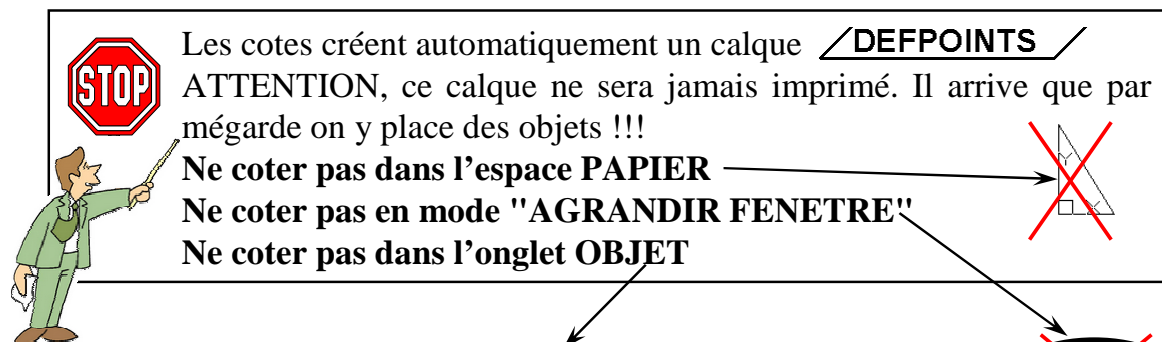 Les cotes créent automatiquement un calque DEFPOINTS
STOP
ATTENTION, ce calque ne sera jamais imprimé. Il arrive que par
mégarde on y place des objets !!!
Ne coter pas dans l’espace PAPIER
Ne coter pas en mode "AGRANDIR FENETRE"
Ne coter pas dans l’onglet OBJET